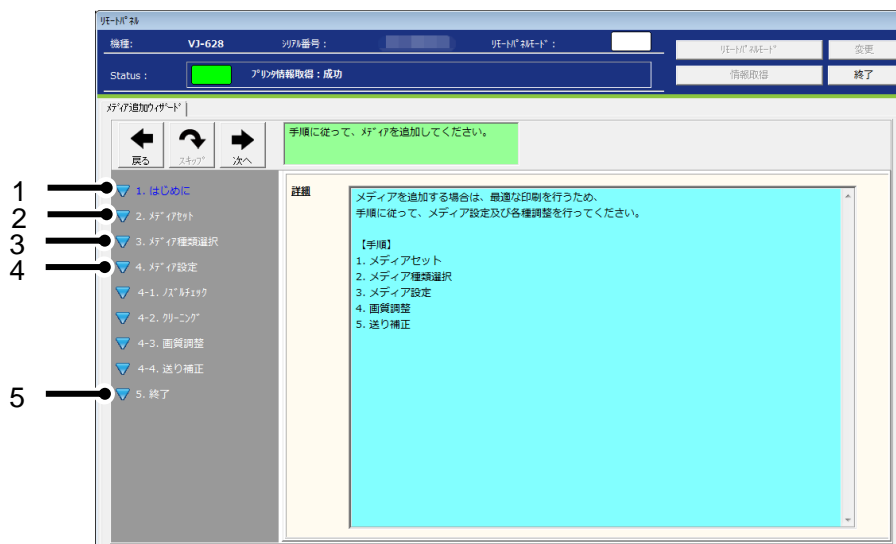 ﾘﾓｰﾄﾊﾟﾈﾙ
機種:
VJ-628
ｼﾘｱﾙ番号：
ﾘﾓｰﾄﾊﾟﾈﾙﾓｰﾄﾞ：
ﾘﾓｰﾄﾊﾟﾈﾙﾓｰﾄﾞ
変更
Status：
ﾌﾟﾘﾝﾀ情報取得：成功
情報取得
終了
ﾒﾃﾞｨｱ追加ｳｨｻﾞｰﾄﾞ
戻る
ｽｷｯﾌﾟ
次へ
手順に従って、ﾒﾃﾞｨｱを追加してください。
1
1. はじめに
2
2. ﾒﾃﾞｨｱｾｯﾄ
3
3. ﾒﾃﾞｨｱ種類選択
4
4. ﾒﾃﾞｨｱ設定
4-1. ﾉｽﾞﾙﾁｪｯｸ
4-2. ｸﾘｰﾆﾝｸﾞ
4-3. 画質調整
4-4. 送り補正
5
5. 終了
詳細
メディアを追加する場合は、最適な印刷を行うため、
手順に従って、メディア設定及び各種調整を行ってください。
【手順】
1. メディアセット
2. メディア種類選択
3. メディア設定
4. 画質調整
5. 送り補正